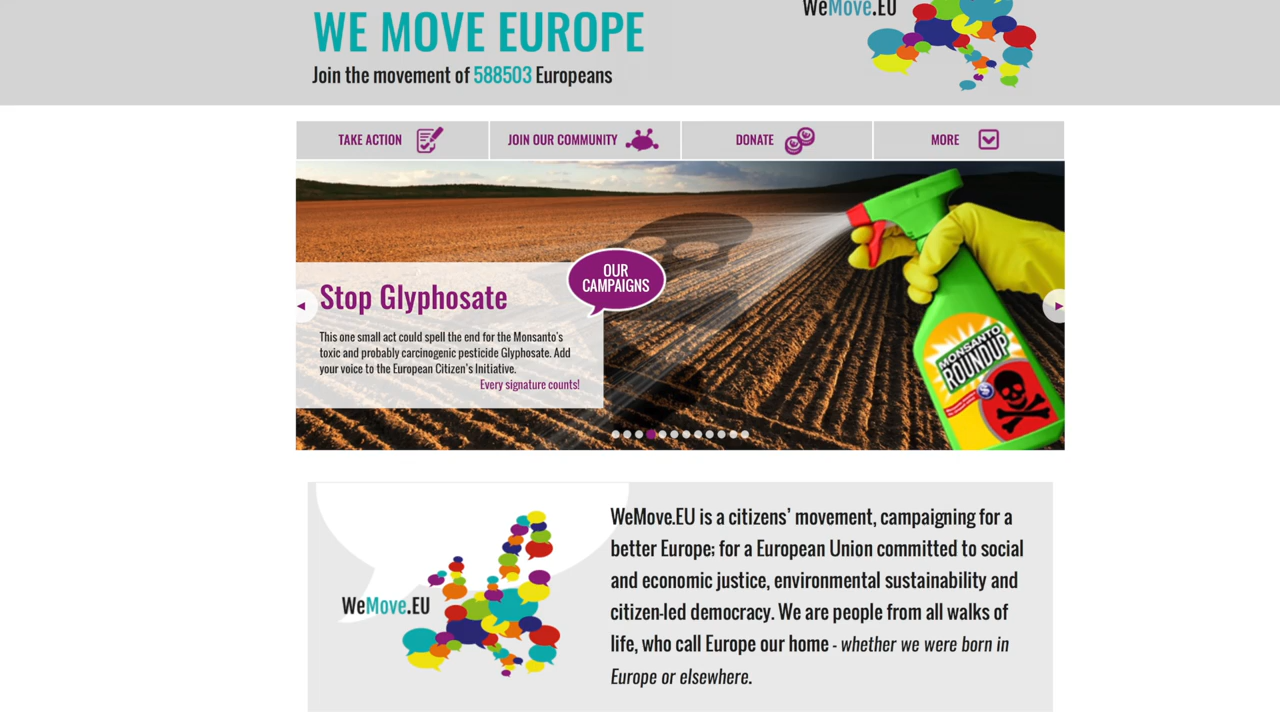 WE MOVE EUROPE
WeMove.EU
Join the movement of 588503 Europeans
TAKE ACTION
JOIN OUR COMMUNITY
DONATE
MORE
OUR
CAMPAIGNS
Stop Glyphosate
This one small act could spell the end for the Monsanto's
toxic and probably carcinogenic pesticide Glyphosate. Add
your voice to the European Citizen's Initiative.
Every signature counts!
MONSANTO
ROUNDUP
WeMove.EU
WeMove.EU is a citizens’ movement, campaigning for a
better Europe; for a European Union committed to social
and economic justice, environmental sustainability and
citizen-led democracy. We are people from all walks of
life, who call Europe our home - whether we were born in
Europe or elsewhere.